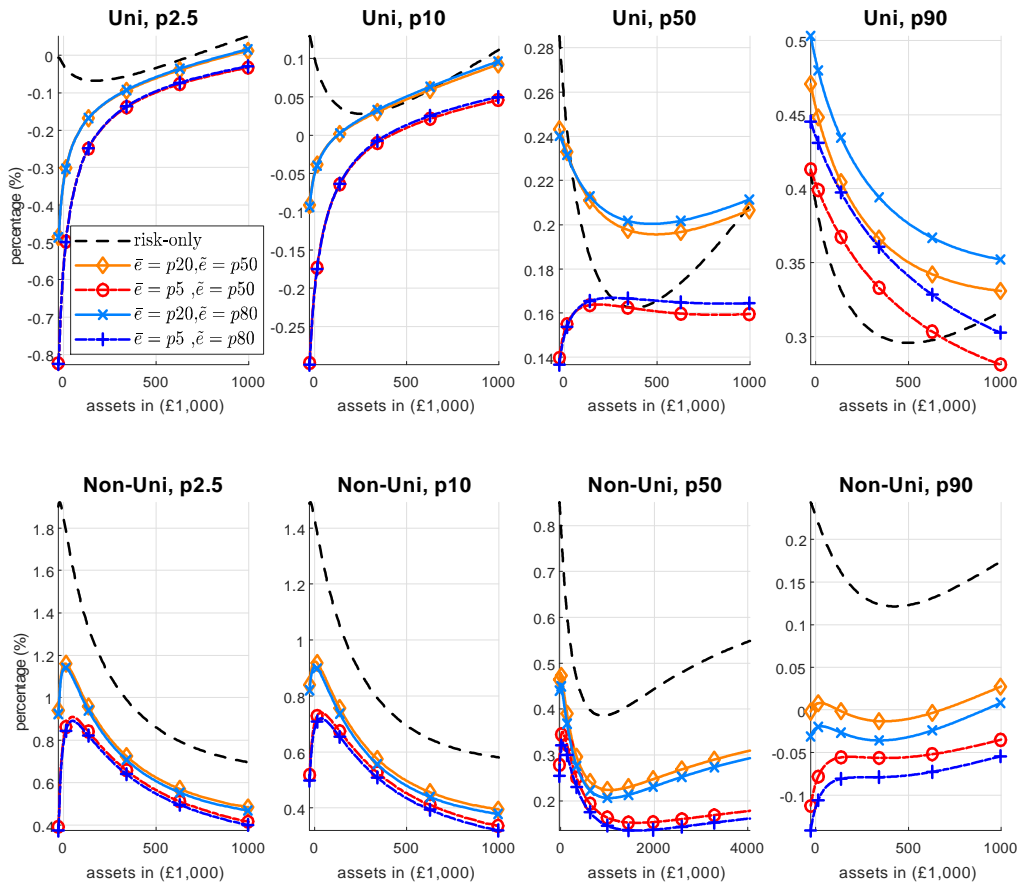 Uni, p2.5
Uni, p10
Uni, p50
Uni, p90
percentage (%)
0
-0.1
-0.2
-0.3
-0.4
-0.5
-0.6
-0.7
-0.8
0 500 1000
assets in (£1,000)
risk-only
ē = p20, ẽ = p50
ē = p5 , ẽ = p50
ē = p20, ẽ = p80
ē = p5 , ẽ = p80
0.1
0.05
0
-0.05
-0.1
-0.15
-0.2
-0.25
0 500 1000
assets in (£1,000)
0.28
0.26
0.24
0.22
0.2
0.18
0.16
0.14
0 500 1000
assets in (£1,000)
0.5
0.45
0.4
0.35
0.3
0 500 1000
assets in (£1,000)
Non-Uni, p2.5
Non-Uni, p10
Non-Uni, p50
Non-Uni, p90
percentage (%)
1.8
1.6
1.4
1.2
1
0.8
0.6
0.4
0 500 1000
assets in (£1,000)
1.4
1.2
1
0.8
0.6
0.4
0 500 1000
assets in (£1,000)
0.8
0.7
0.6
0.5
0.4
0.3
0.2
0 1000 2000 3000 4000
assets in (£1,000)
0.2
0.15
0.1
0.05
0
-0.05
-0.1
0 500 1000
assets in (£1,000)